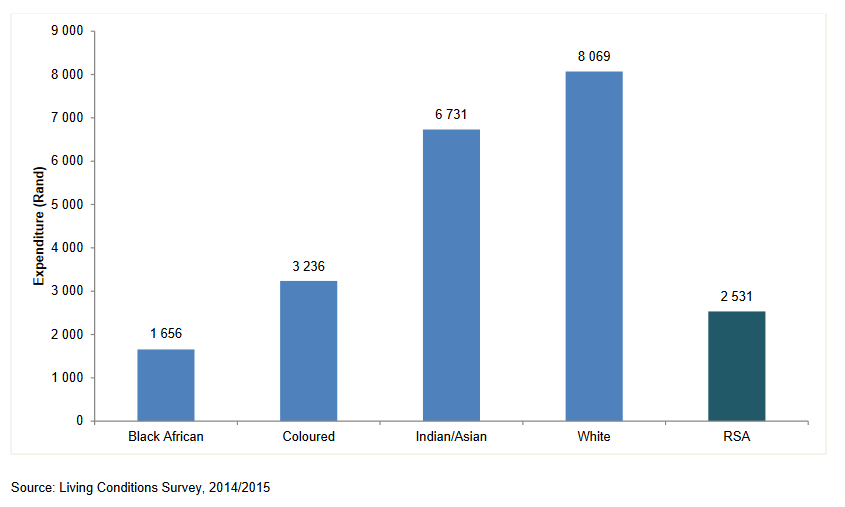 9 000
8 000
7 000
6 000
5 000
4 000
3 000
2 000
1 000
0
Expenditure (Rand)
1 656
3 236
6 731
8 069
2 531
Black African
Coloured
Indian/Asian
White
RSA
Source: Living Conditions Survey, 2014/2015